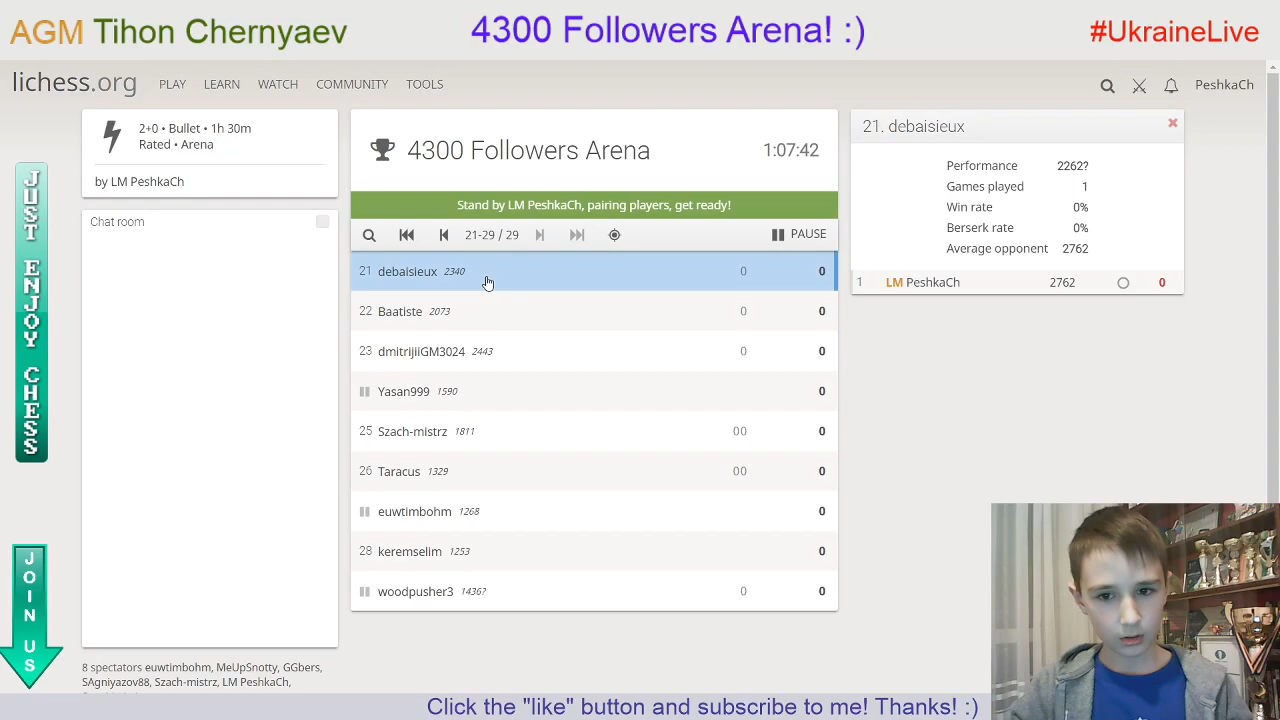 AGM Tihon Chernyaev
4300 Followers Arena! :)
#UkraineLive
lichess.org
PLAY
LEARN
WATCH
COMMUNITY
TOOLS
PeshkaCh
2+0 • Bullet • 1h 30m
Rated • Arena
by LM PeshkaCh
Chat room
JUST ENJOY CHESS
JOIN US
8 spectators euwtimbohm, MeUpSnotty, GGbers,
SAgniyazov88, Szach-mistrz, LM PeshkaCh,
4300 Followers Arena
1:07:42
Stand by LM PeshkaCh, pairing players, get ready!
21-29 / 29
PAUSE
21 debaisieux 2340 0 0
22 Baatiste 2073 0 0
23 dmitrijiiGM3024 2443 0 0
Yasan999 1590 0
25 Szach-mistrz 1811 00 0
26 Taracus 1329 00 0
euwtimbohm 1268 0
28 keremselim 1253 0
woodpusher3 1436? 0 0
21. debaisieux
Performance 2262?
Games played 1
Win rate 0%
Berserk rate 0%
Average opponent 2762
1 LM PeshkaCh 2762 0
Click the "like" button and subscribe to me! Thanks! :)